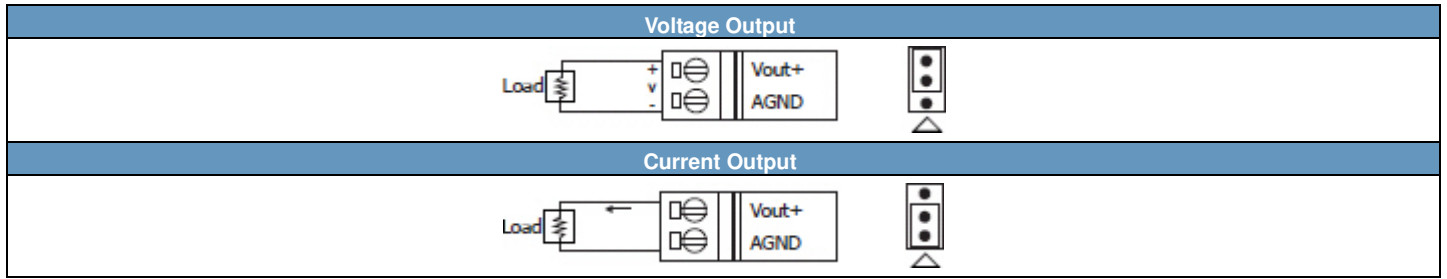 Voltage Output
Load + v - Vout+
AGND
Current Output
Load Vout+
AGND